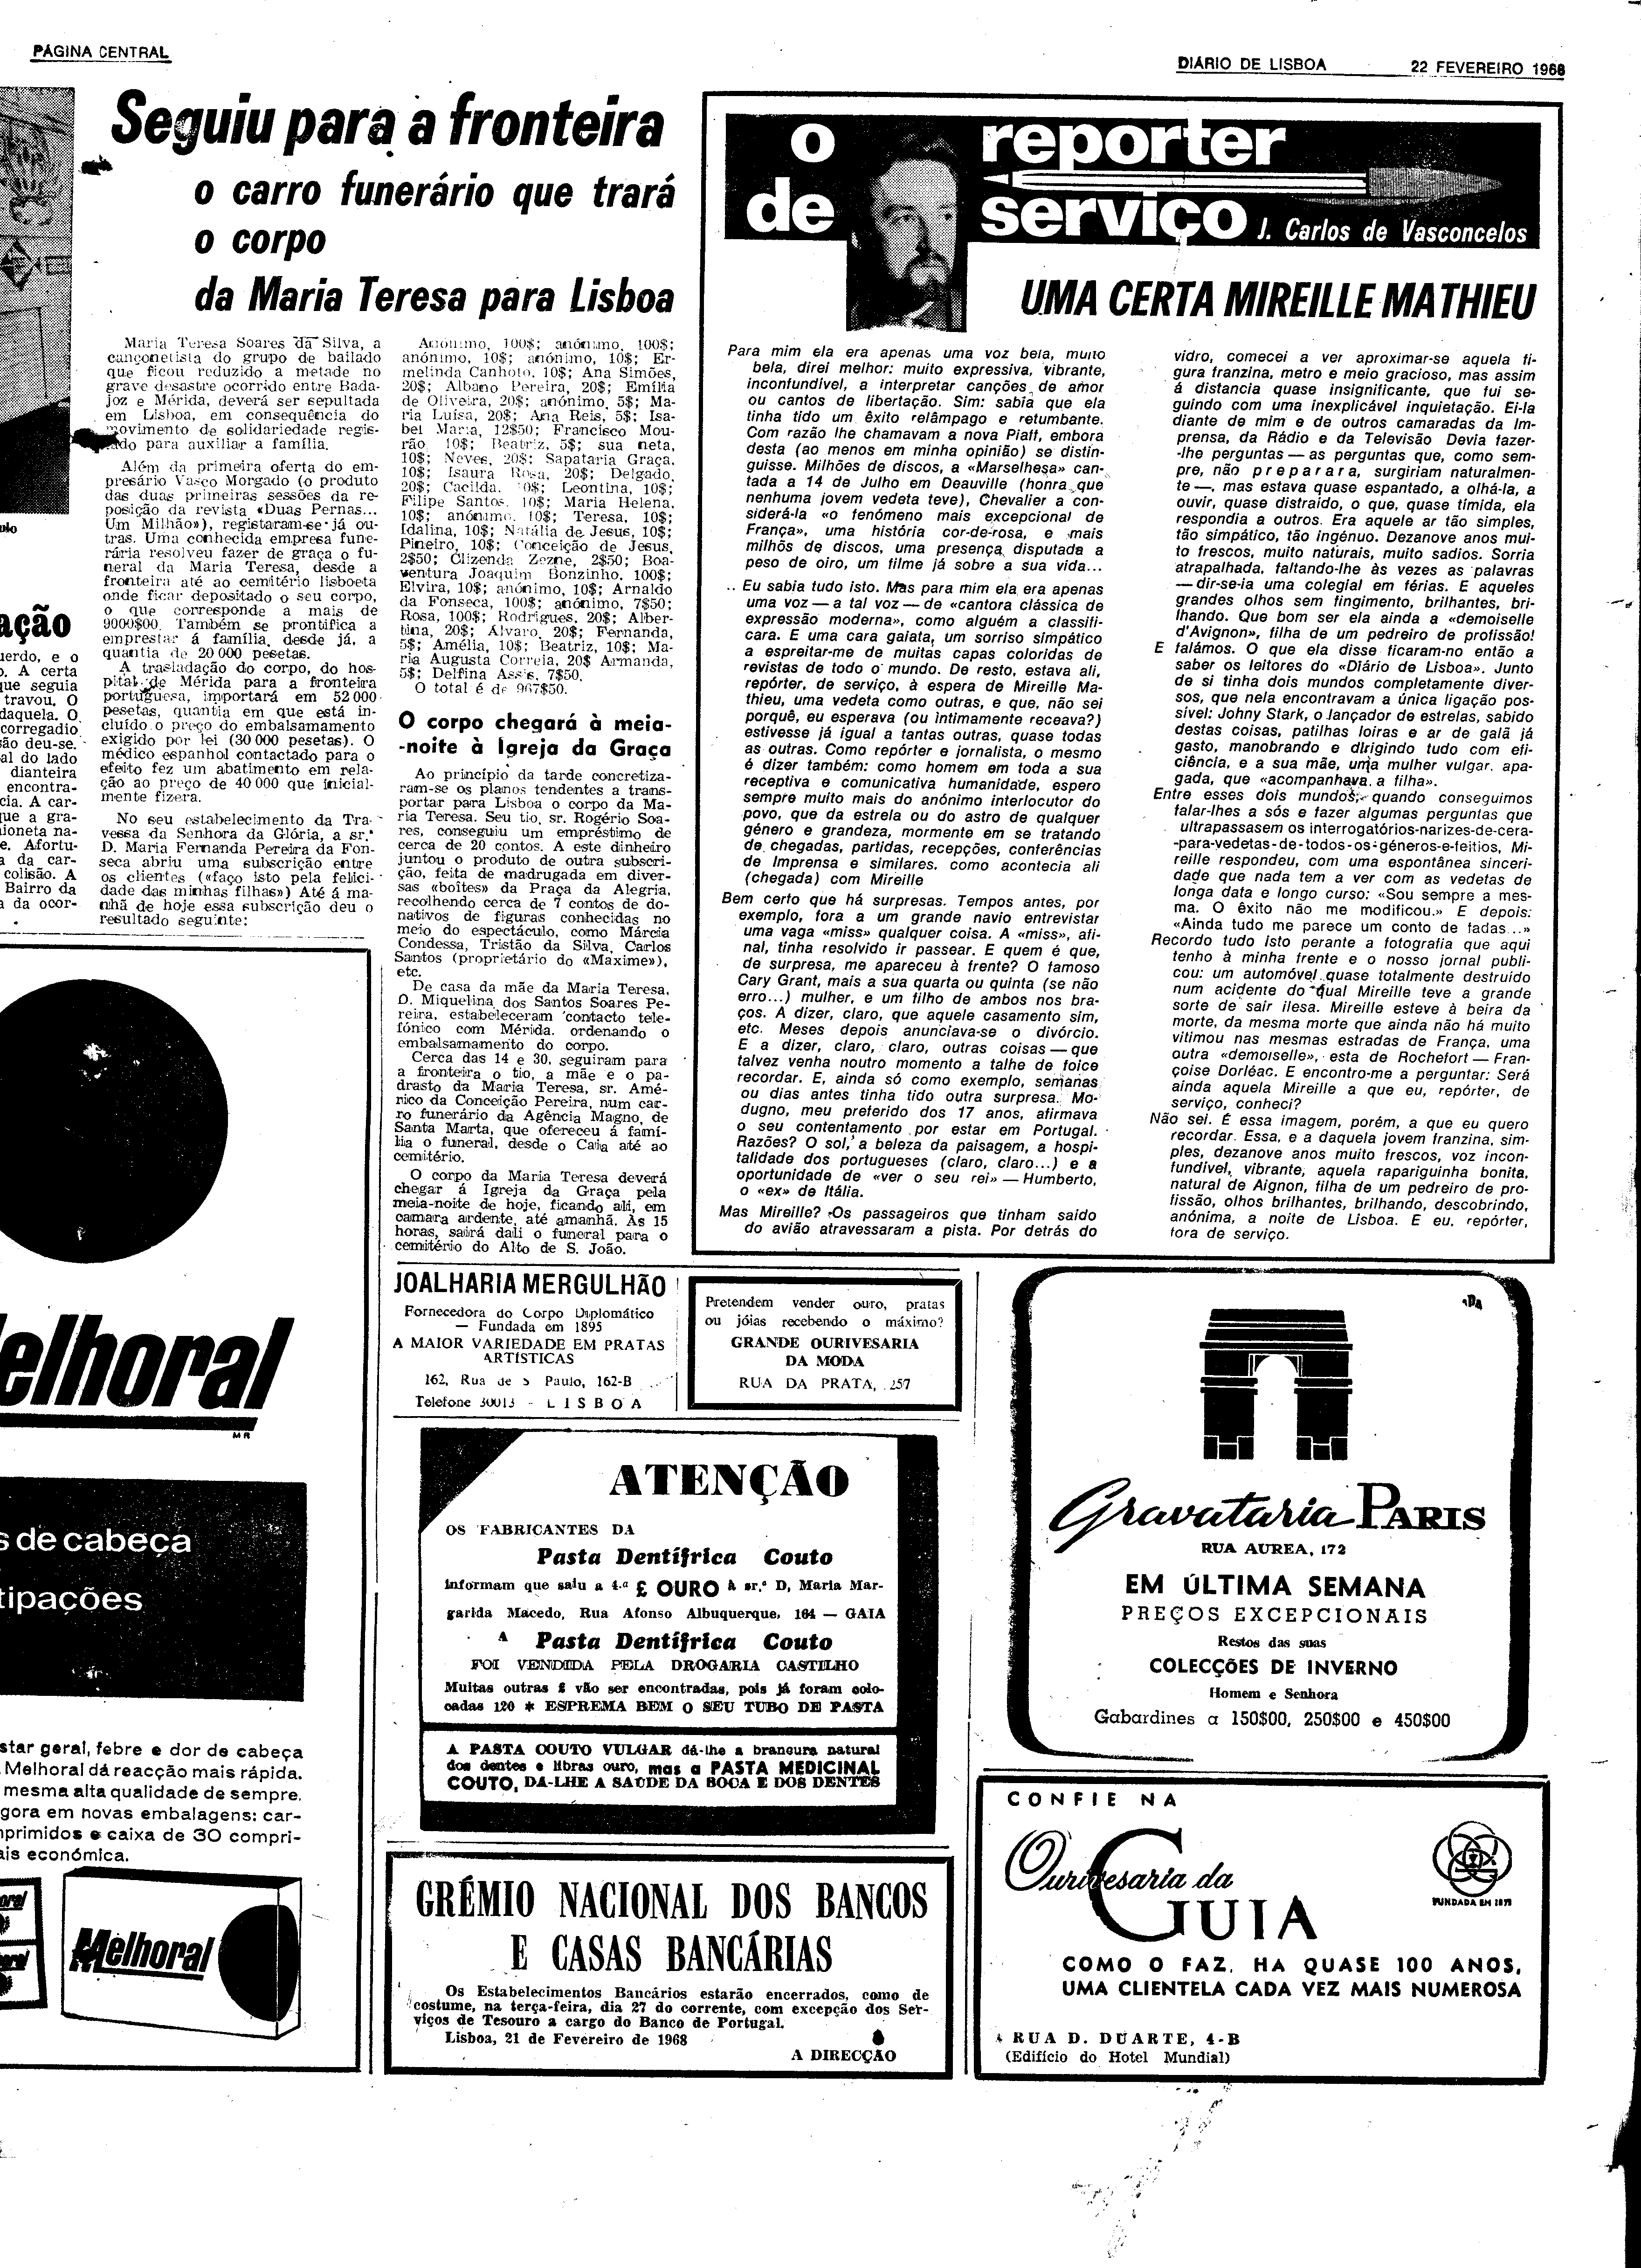 PÁGINA CENTRAL
DIÁRIO DE LISBOA 22 FEVEREIRO 1968
Seguiu para a fronteira
o carro funerário que trará
o corpo
da Maria Teresa para Lisboa
Maria Teresa Soares da Silva, a
cançonetista do grupo de bailado
que ficou reduzido a metade no
grave desastre ocorrido entre Bada-
joz e Mérida, deverá ser sepultada
em Lisboa, em consequência do
movimento de solidariedade regis-
para auxiliar a família.
Além da primeira oferta do em-
presário Vasco Morgado (o produto
das duas primeiras sessões da re-
posição da revista «Duas Pernas...
Um Milhão»), registaram-se já ou-
tras. Uma conhecida empresa fune-
rária resolveu fazer de graça o fu-
neral da Maria Teresa, desde a
fronteira até ao cemitério lisboeta
onde ficar depositado o seu corpo,
o que corresponde a mais de
9000$00. Também se prontifica a
emprestar á família, desde já, a
quantia de 20 000 pesetas.
A trasladação do corpo, do hos-
pital de Mérida para a fronteira
portuguesa, importará em 52 000
pesetas, quantia em que está in-
cluído o preço do embalsamamento
exigido por lei (30 000 pesetas). O
médico espanhol contactado para o
efeito fez um abatimento em rela-
ção ao preço de 40 000 que inicial-
mente fizera.
No seu estabelecimento da Tra-
vessa da Senhora da Glória, a sr.ª
D. Maria Fernanda Pereira da Fon-
seca abriu uma subscrição entre
os clientes («faço isto pela felici-
dade das minhas filhas») Até á ma-
nhã de hoje essa subscrição deu o
resultado seguinte:
Anónimo, 100$; anónimo, 100$;
anónimo, 10$; anónimo, 10$; Er-
melinda Canhoto, 10$; Ana Simões,
20$; Albano Pereira, 20$; Emília
de Oliveira, 20$; anónimo, 5$; Ma-
ria Luísa, 20$; Ana Reis, 5$; Isa-
bel Maria, 12$50; Francisco Mou-
rão, 10$; Beatriz, 5$; sua neta,
10$; Neves, 20$; Sapataria Graça,
10$; Isaura Rosa, 20$; Delgado,
20$; Cacilda, 0$; Leontina, 10$;
Filipe Santos, 10$; Maria Helena,
10$; anónimo, 10$; Teresa, 10$;
Idalina, 10$; Natália de Jesus, 10$;
Pineiro, 10$; Conceição de Jesus,
2$50; Clizenda Zezne, 2$50; Boa-
ventura Joaquim Bonzinho, 100$;
Elvira, 10$; anónimo, 10$; Arnaldo
da Fonseca, 100$; anónimo, 7$50;
Rosa, 100$; Rodrigues, 20$; Alber-
tina, 20$; Álvaro, 20$; Fernanda,
5$; Amélia, 10$; Beatriz, 10$; Ma-
ria Augusta Correia, 20$ Armanda,
5$; Delfina Assis, 7$50.
O total é de 967$50.
O corpo chegará à meia-
-noite à Igreja da Graça
Ao princípio da tarde concretiza-
ram-se os planos tendentes a trans-
portar para Lisboa o corpo da Ma-
ria Teresa. Seu tio, sr. Rogério Soa-
res, conseguiu um empréstimo de
cerca de 20 contos. A este dinheiro
juntou o produto de outra subscri-
ção, feita de madrugada em diver-
sas «boîtes» da Praça da Alegria,
recolhendo cerca de 7 contos de do-
nativos de figuras conhecidas no
meio do espectáculo, como Márcia
Condessa, Tristão da Silva, Carlos
Santos (proprietário do «Maxime»),
etc.
De casa da mãe da Maria Teresa,
D. Miquelina dos Santos Soares Pe-
reira, estabeleceram contacto tele-
fónico com Mérida, ordenando o
embalsamamento do corpo.
Cerca das 14 e 30, seguiram para
a fronteira o tio, a mãe e o pa-
drasto da Maria Teresa, sr. Amé-
rico da Conceição Pereira, num car-
ro funerário da Agência Magno, de
Santa Marta, que ofereceu á famí-
lia o funeral, desde o Caia até ao
cemitério.
O corpo da Maria Teresa deverá
chegar á Igreja da Graça pela
meia-noite de hoje, ficando ali, em
camara ardente, até amanhã. Às 15
horas, sairá dali o funeral para o
cemitério do Alto de S. João.
ulo
ação
uerdo, e o
o. A certa
que seguia
travou. O
daquela. O
corregadio
são deu-se.
al do lado
dianteira
encontra-
cia. A car-
que a gra-
ioneta na-
e. Afortu-
a da car-
colisão. A
Bairro da
a da ocor-
o reporter
de serviço J. Carlos de Vasconcelos
UMA CERTA MIREILLE MATHIEU
Para mim ela era apenas uma voz bela, muito
bela, direi melhor: muito expressiva, vibrante,
inconfundível, a interpretar canções de amor
ou cantos de libertação. Sim: sabia que ela
tinha tido um êxito relâmpago e retumbante.
Com razão lhe chamavam a nova Piaff, embora
desta (ao menos em minha opinião) se distin-
guisse. Milhões de discos, a «Marselhesa» can-
tada a 14 de Julho em Deauville (honra que
nenhuma jovem vedeta teve), Chevalier a con-
siderá-la «o fenómeno mais excepcional de
França», uma história cor-de-rosa, e mais
milhôs de discos, uma presença disputada a
peso de oiro, um filme já sobre a sua vida...
Eu sabia tudo isto. Mas para mim ela era apenas
uma voz — a tal voz — de «cantora clássica de
expressão moderna», como alguém a classifi-
cara. E uma cara gaiata, um sorriso simpático
a espreitar-me de muitas capas coloridas de
revistas de todo o mundo. De resto, estava ali,
repórter, de serviço, à espera de Mireille Ma-
thieu, uma vedeta como outras, e que, não sei
porquê, eu esperava (ou intimamente receava?)
estivesse já igual a tantas outras, quase todas
as outras. Como repórter e jornalista, o mesmo
é dizer também: como homem em toda a sua
receptiva e comunicativa humanidade, espero
sempre muito mais do anónimo interlocutor do
povo, que da estrela ou do astro de qualquer
género e grandeza, mormente em se tratando
de chegadas, partidas, recepções, conferências
de Imprensa e similares, como acontecia ali
(chegada) com Mireille
Bem certo que há surpresas. Tempos antes, por
exemplo, fora a um grande navio entrevistar
uma vaga «miss» qualquer coisa. A «miss», afi-
nal, tinha resolvido ir passear. E quem é que,
de surpresa, me apareceu à frente? O famoso
Cary Grant, mais a sua quarta ou quinta (se não
erro...) mulher, e um filho de ambos nos bra-
ços. A dizer, claro, que aquele casamento sim,
etc. Meses depois anunciava-se o divórcio.
E a dizer, claro, claro, outras coisas — que
talvez venha noutro momento a talhe de foice
recordar. E, ainda só como exemplo, semanas
ou dias antes tinha tido outra surpresa. Mo-
dugno, meu preferido dos 17 anos, afirmava
o seu contentamento por estar em Portugal.
Razões? O sol, a beleza da paisagem, a hospi-
talidade dos portugueses (claro, claro...) e a
oportunidade de «ver o seu rei» — Humberto,
o «ex» de Itália.
Mas Mireille? Os passageiros que tinham saído
do avião atravessaram a pista. Por detrás do
vidro, comecei a ver aproximar-se aquela fi-
gura franzina, metro e meio gracioso, mas assim
á distancia quase insignificante, que fui se-
guindo com uma inexplicável inquietação. Ei-la
diante de mim e de outros camaradas da Im-
prensa, da Rádio e da Televisão Devia fazer-
-lhe perguntas — as perguntas que, como sem-
pre, não preparara, surgiriam naturalmen-
te —, mas estava quase espantado, a olhá-la, a
ouvir, quase distraído, o que, quase tímida, ela
respondia a outros. Era aquele ar tão simples,
tão simpático, tão ingénuo. Dezanove anos mui-
to frescos, muito naturais, muito sadios. Sorria
atrapalhada, faltando-lhe às vezes as palavras
— dir-se-ia uma colegial em férias. E aqueles
grandes olhos sem fingimento, brilhantes, bri-
lhando. Que bom ser ela ainda a «demoiselle
d'Avignon», filha de um pedreiro de profissão!
E falámos. O que ela disse ficaram-no então a
saber os leitores do «Diário de Lisboa». Junto
de si tinha dois mundos completamente diver-
sos, que nela encontravam a única ligação pos-
sível: Johny Stark, o lançador de estrelas, sabido
destas coisas, patilhas loiras e ar de galã já
gasto, manobrando e dirigindo tudo com efi-
ciência, e a sua mãe, uma mulher vulgar, apa-
gada, que «acompanhava a filha».
Entre esses dois mundos, quando conseguimos
falar-lhes a sós e fazer algumas perguntas que
ultrapassasem os interrogatórios-narizes-de-cera-
-para-vedetas-de-todos-os-géneros-e-feitios, Mi-
reille respondeu, com uma espontânea sinceri-
dade que nada tem a ver com as vedetas de
longa data e longo curso: «Sou sempre a mes-
ma. O êxito não me modificou.» E depois:
«Ainda tudo me parece um conto de fadas...»
Recordo tudo isto perante a fotografia que aqui
tenho à minha frente e o nosso jornal publi-
cou: um automóvel quase totalmente destruído
num acidente do qual Mireille teve a grande
sorte de sair ilesa. Mireille esteve à beira da
morte, da mesma morte que ainda não há muito
vitimou nas mesmas estradas de França, uma
outra «demoiselle», esta de Rochefort — Fran-
çoise Dorléac. E encontro-me a perguntar: Será
ainda aquela Mireille a que eu, repórter, de
serviço, conheci?
Não sei. É essa imagem, porém, a que eu quero
recordar. Essa, e a daquela jovem franzina, sim-
ples, dezanove anos muito frescos, voz incon-
fundível, vibrante, aquela rapariguinha bonita,
natural de Aignon, filha de um pedreiro de pro-
fissão, olhos brilhantes, brilhando, descobrindo,
anónima, a noite de Lisboa. E eu, repórter,
fora de serviço.
elhoral
MR
s de cabeça
tipações
star geral, febre e dor de cabeça
Melhoral dá reacção mais rápida.
mesma alta qualidade de sempre,
gora em novas embalagens: car-
mprimidos e caixa de 30 compri-
ais económica.
Melhoral
JOALHARIA MERGULHÃO
Fornecedora do Corpo Diplomático
— Fundada em 1895
A MAIOR VARIEDADE EM PRATAS
ARTÍSTICAS
162, Rua de S Paulo, 162-B
Telefone 30013 - LISBOA
Pretendem vender ouro, pratas
ou jóias recebendo o máximo?
GRANDE OURIVESARIA
DA MODA
RUA DA PRATA, 257
ATENÇÃO
OS FABRICANTES DA
Pasta Dentífrica Couto
informam que saiu a 4.ª £ OURO à sr.ª D, Maria Mar-
garida Macedo, Rua Afonso Albuquerque, 164 — GAIA
A Pasta Dentífrica Couto
FOI VENDIDA PELA DROGARIA CASTILHO
Muitas outras £ vão ser encontradas, pois já foram colo-
cadas 120 * ESPREMA BEM O SEU TUBO DE PASTA
A PASTA COUTO VULGAR dá-lhe a brancura natural
dos dentes e libras ouro, mas a PASTA MEDICINAL
COUTO, DA-LHE A SAUDE DA BOCA E DOS DENTES
GRÉMIO NACIONAL DOS BANCOS
E CASAS BANCÁRIAS
Os Estabelecimentos Bancários estarão encerrados, como de
costume, na terça-feira, dia 27 do corrente, com excepção dos Ser-
viços de Tesouro a cargo do Banco de Portugal.
Lisboa, 21 de Fevereiro de 1968
A DIRECÇÃO
Gravataria PARIS
RUA AUREA, 172
EM ÚLTIMA SEMANA
PREÇOS EXCEPCIONAIS
Restos das suas
COLECÇÕES DE INVERNO
Homem e Senhora
Gabardines a 150$00, 250$00 e 450$00
CONFIE NA
Ourivesaria da
GUIA
FUNDADA EM 1875
COMO O FAZ, HA QUASE 100 ANOS,
UMA CLIENTELA CADA VEZ MAIS NUMEROSA
RUA D. DUARTE, 4-B
(Edifício do Hotel Mundial)